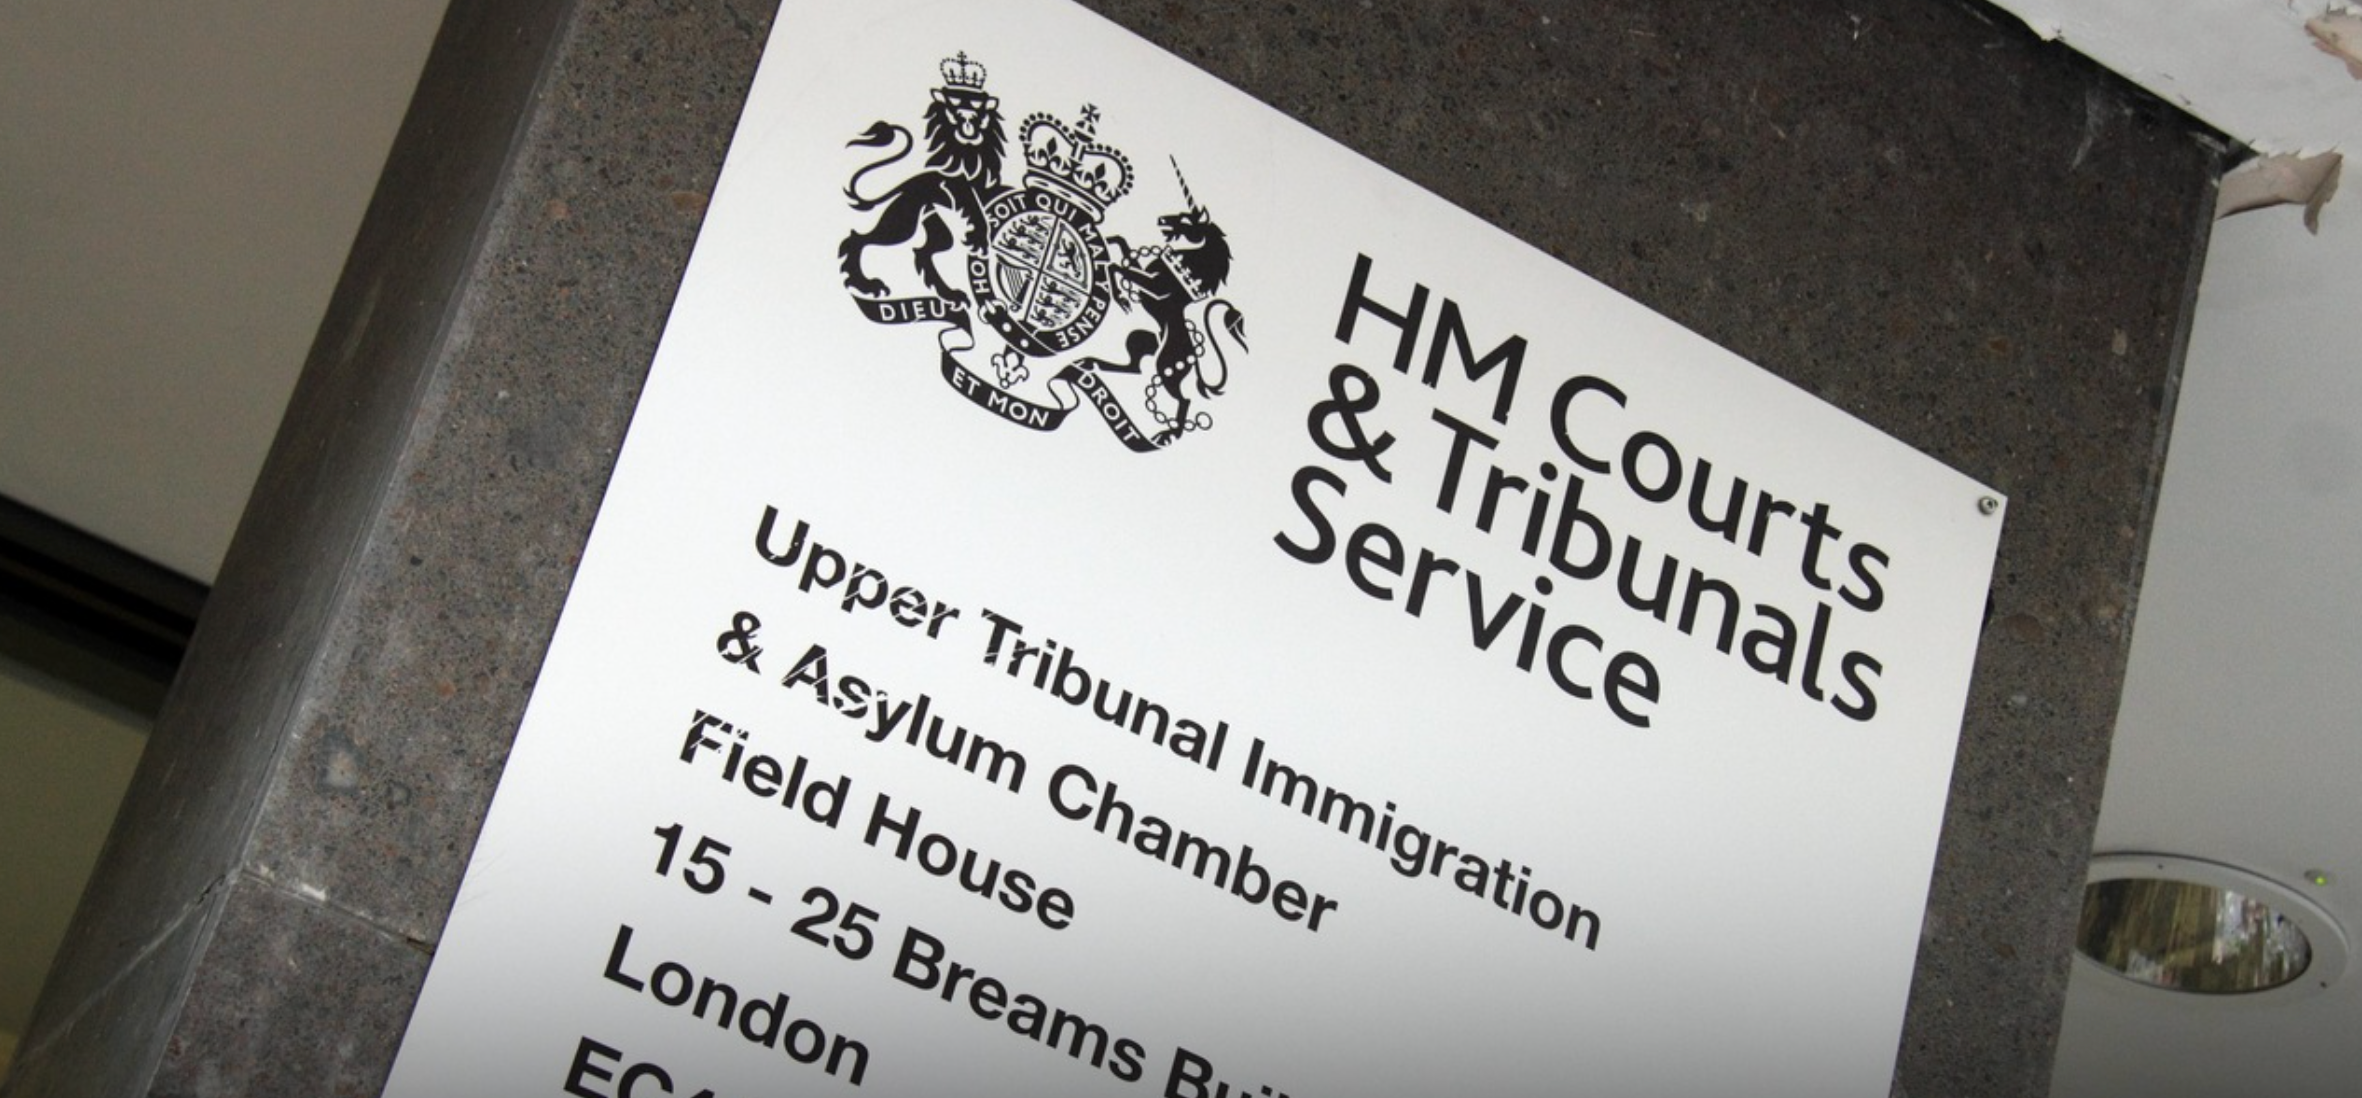 HONI SOIT QUI MAL Y PENSE
DIEU ET MON DROIT
HM Courts
& Tribunals
Service
Upper Tribunal Immigration
& Asylum Chamber
Field House
15 - 25 Breams
London